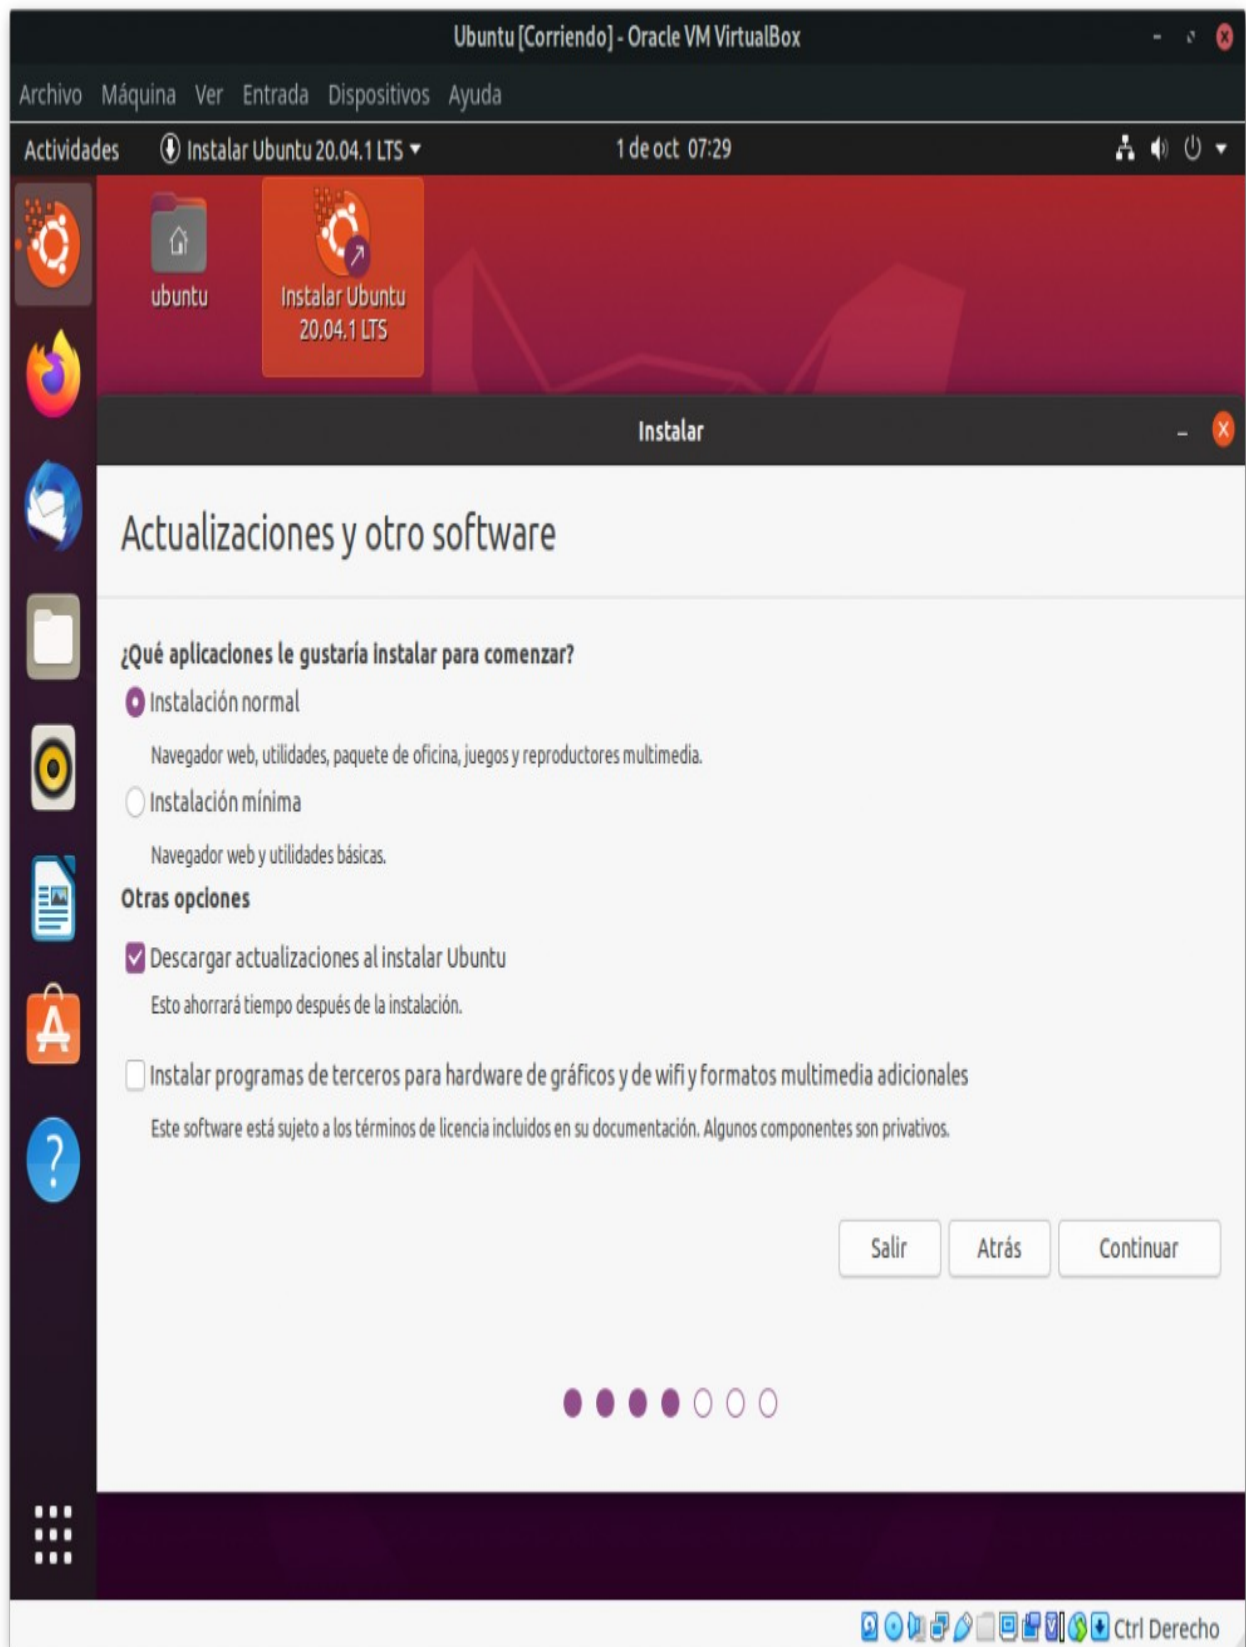 Ubuntu [Corriendo] - Oracle VM VirtualBox
Archivo Máquina Ver Entrada Dispositivos Ayuda
Actividades Instalar Ubuntu 20.04.1 LTS 1 de oct 07:29
ubuntu
Instalar Ubuntu
20.04.1 LTS
Instalar
Actualizaciones y otro software
¿Qué aplicaciones le gustaría instalar para comenzar?
Instalación normal
Navegador web, utilidades, paquete de oficina, juegos y reproductores multimedia.
Instalación mínima
Navegador web y utilidades básicas.
Otras opciones
Descargar actualizaciones al instalar Ubuntu
Esto ahorrará tiempo después de la instalación.
Instalar programas de terceros para hardware de gráficos y de wifi y formatos multimedia adicionales
Este software está sujeto a los términos de licencia incluidos en su documentación. Algunos componentes son privativos.
Salir Atrás Continuar
Ctrl Derecho